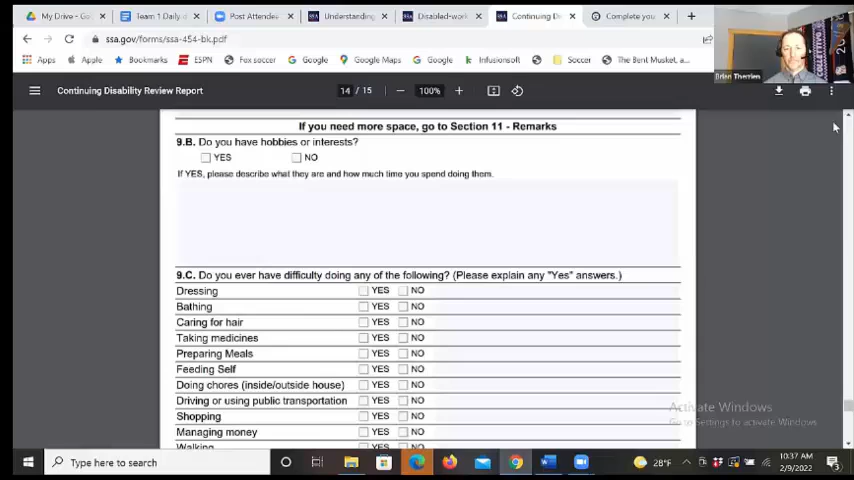 My Drive - Goo
Team 1 Daily d
Post Attendee
Understanding
Disabled-work
Continuing Di
Complete you
ssa.gov/forms/ssa-454-bk.pdf
Apps
Apple
Bookmarks
ESPN
Fox soccer
Google
Google Maps
Google
Infusionsoft
Soccer
The Bent Musket,
Brian Therrien
Continuing Disability Review Report
14 / 15
100%
If you need more space, go to Section 11 - Remarks
9.B. Do you have hobbies or interests?
YES NO
If YES, please describe what they are and how much time you spend doing them.
9.C. Do you ever have difficulty doing any of the following? (Please explain any "Yes" answers.)
Dressing YES NO
Bathing YES NO
Caring for hair YES NO
Taking medicines YES NO
Preparing Meals YES NO
Feeding Self YES NO
Doing chores (inside/outside house) YES NO
Driving or using public transportation YES NO
Shopping YES NO
Managing money YES NO
Walking YES NO
Activate Windows
Go to Settings to activate Windows.
Type here to search
28°F
10:37 AM
2/9/2022
3